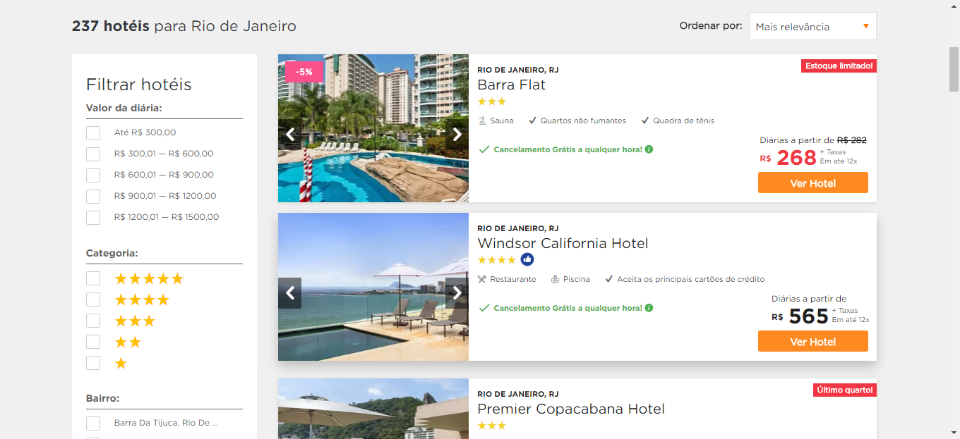 237 hotéis para Rio de Janeiro
Ordenar por:
Mais relevância
Filtrar hotéis
Valor da diária:
Até R$ 300,00
R$ 300,01 — R$ 600,00
R$ 600,01 — R$ 900,00
R$ 900,01 — R$ 1200,00
R$ 1200,01 — R$ 1500,00
Categoria:
Bairro:
Barra Da Tijuca, Rio De ...
-5%
Estoque limitado!
RIO DE JANEIRO, RJ
Barra Flat
Sauna
Quartos não fumantes
Quadra de tênis
Cancelamento Grátis a qualquer hora!
Diárias a partir de R$ 282
R$ 268 + Taxas
Em até 12x
Ver Hotel
RIO DE JANEIRO, RJ
Windsor California Hotel
Restaurante
Piscina
Aceita os principais cartões de crédito
Cancelamento Grátis a qualquer hora!
Diárias a partir de
R$ 565 + Taxas
Em até 12x
Ver Hotel
Último quarto!
RIO DE JANEIRO, RJ
Premier Copacabana Hotel